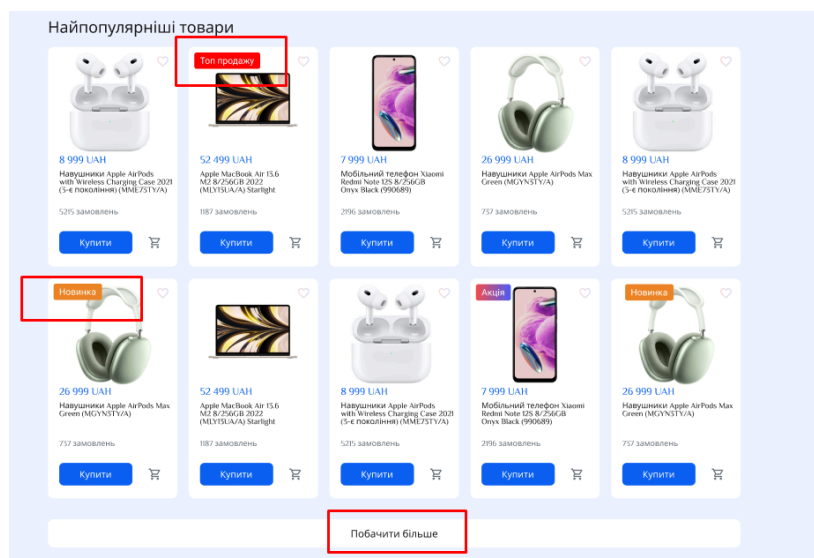 Найпопулярніші товари
Топ продажу
8 999 UAH
Навушники Apple AirPods
with Wireless Charging Case 2021
(3-є покоління) (MME73TY/A)
5215 замовлень
Купити
52 499 UAH
Apple MacBook Air 13.6
M2 8/256GB 2022
(MLY13UA/A) Starlight
1187 замовлень
Купити
7 999 UAH
Мобільний телефон Xiaomi
Redmi Note 12S 8/256GB
Onyx Black (990689)
2196 замовлень
Купити
26 999 UAH
Навушники Apple AirPods Max
Green (MGYN3TY/A)
737 замовлень
Купити
8 999 UAH
Навушники Apple AirPods
with Wireless Charging Case 2021
(3-є покоління) (MME73TY/A)
5215 замовлень
Купити
Новинка
26 999 UAH
Навушники Apple AirPods Max
Green (MGYN3TY/A)
737 замовлень
Купити
52 499 UAH
Apple MacBook Air 13.6
M2 8/256GB 2022
(MLY13UA/A) Starlight
1187 замовлень
Купити
8 999 UAH
Навушники Apple AirPods
with Wireless Charging Case 2021
(3-є покоління) (MME73TY/A)
5215 замовлень
Купити
Акція
7 999 UAH
Мобільний телефон Xiaomi
Redmi Note 12S 8/256GB
Onyx Black (990689)
2196 замовлень
Купити
Новинка
26 999 UAH
Навушники Apple AirPods Max
Green (MGYN3TY/A)
737 замовлень
Купити
Побачити більше